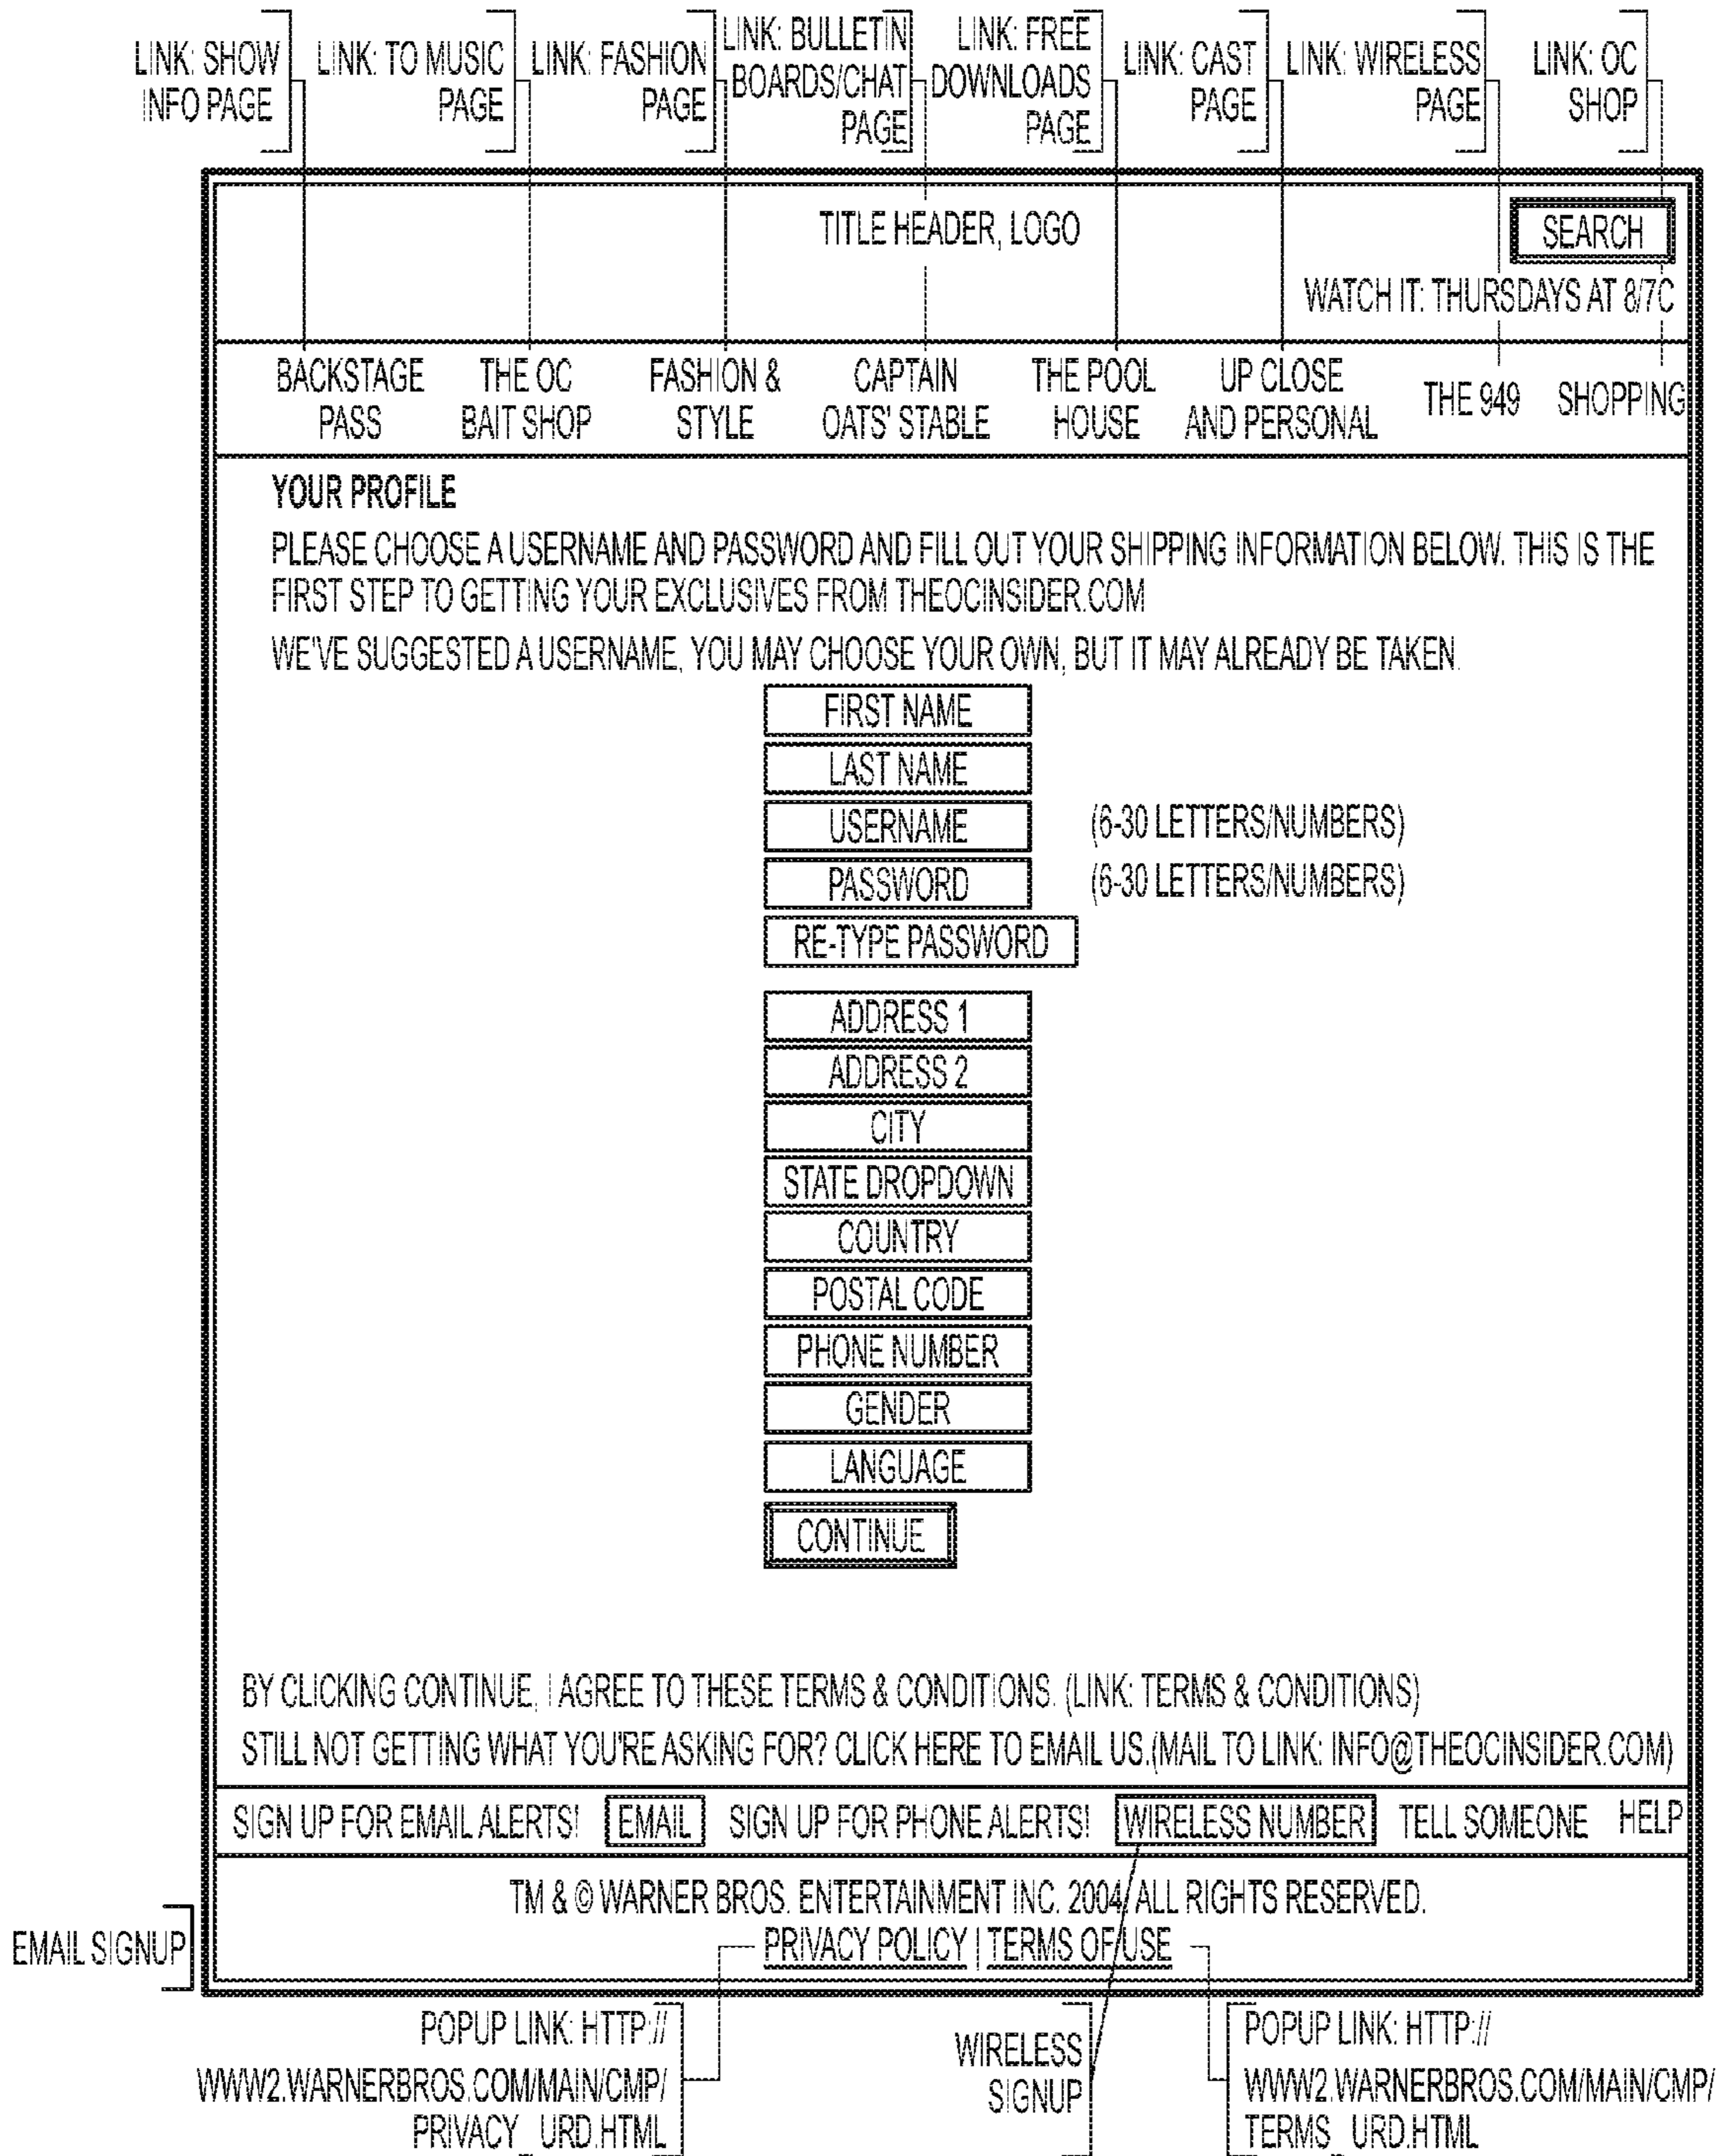 LINK: SHOW
INFO PAGE
LINK: TO MUSIC
PAGE
LINK: FASHION
PAGE
LINK: BULLETIN
BOARDS/CHAT
PAGE
LINK: FREE
DOWNLOADS
PAGE
LINK: CAST
PAGE
LINK: WIRELESS
PAGE
LINK: OC
SHOP
TITLE HEADER, LOGO
SEARCH
WATCH IT: THURSDAYS AT 8/7C
BACKSTAGE
PASS
THE OC
BAIT SHOP
FASHION &
STYLE
CAPTAIN
OATS' STABLE
THE POOL
HOUSE
UP CLOSE
AND PERSONAL
THE 949
SHOPPING
YOUR PROFILE
PLEASE CHOOSE A USERNAME AND PASSWORD AND FILL OUT YOUR SHIPPING INFORMATION BELOW. THIS IS THE
FIRST STEP TO GETTING YOUR EXCLUSIVES FROM THEOCINSIDER.COM
WE'VE SUGGESTED A USERNAME, YOU MAY CHOOSE YOUR OWN, BUT IT MAY ALREADY BE TAKEN.
FIRST NAME
LAST NAME
USERNAME (6-30 LETTERS/NUMBERS)
PASSWORD (6-30 LETTERS/NUMBERS)
RE-TYPE PASSWORD
ADDRESS 1
ADDRESS 2
CITY
STATE DROPDOWN
COUNTRY
POSTAL CODE
PHONE NUMBER
GENDER
LANGUAGE
CONTINUE
BY CLICKING CONTINUE, I AGREE TO THESE TERMS & CONDITIONS. (LINK: TERMS & CONDITIONS)
STILL NOT GETTING WHAT YOU'RE ASKING FOR? CLICK HERE TO EMAIL US.(MAIL TO LINK: INFO@THEOCINSIDER.COM)
SIGN UP FOR EMAIL ALERTS! EMAIL SIGN UP FOR PHONE ALERTS! WIRELESS NUMBER TELL SOMEONE HELP
TM & © WARNER BROS. ENTERTAINMENT INC. 2004. ALL RIGHTS RESERVED.
EMAIL SIGNUP
PRIVACY POLICY | TERMS OF USE
POPUP LINK: HTTP://
WWW2.WARNERBROS.COM/MAIN/CMP/
PRIVACY_URD.HTML
WIRELESS
SIGNUP
POPUP LINK: HTTP://
WWW2.WARNERBROS.COM/MAIN/CMP/
TERMS_URD.HTML